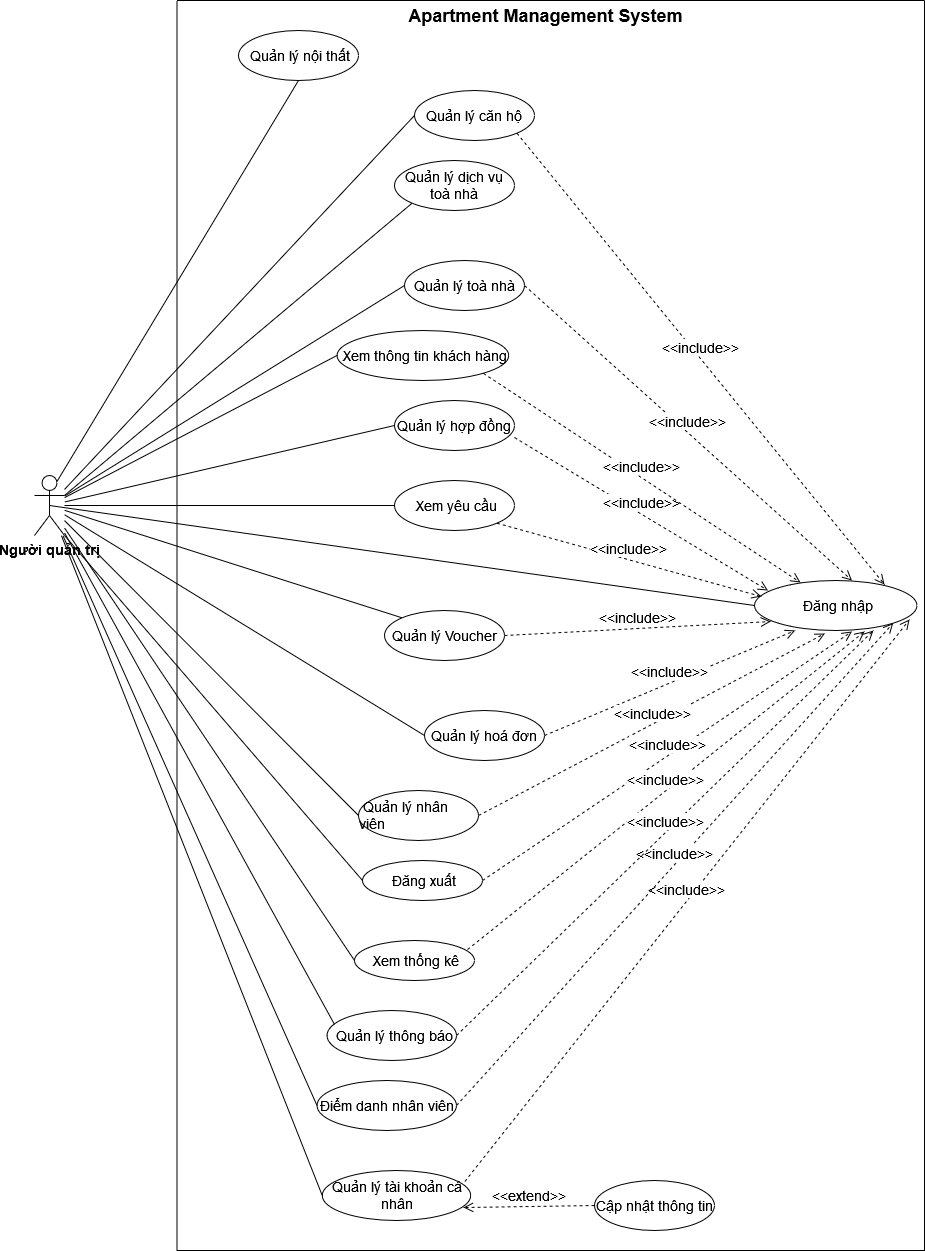 Apartment Management System
Quản lý nội thất
Quản lý căn hộ
Quản lý dịch vụ
toà nhà
Quản lý toà nhà
<<include>>
Xem thông tin khách hàng
<<include>>
Quản lý hợp đồng
<<include>>
Xem yêu cầu
<<include>>
<<include>>
Người quản trị
Đăng nhập
<<include>>
Quản lý Voucher
<<include>>
Quản lý hoá đơn
<<include>>
<<include>>
Quản lý nhân
viên
<<include>>
<<include>>
<<include>>
Đăng xuất
<<include>>
Xem thống kê
Quản lý thông báo
Điểm danh nhân viên
Quản lý tài khoản cá
nhân
<<extend>>
Cập nhật thông tin